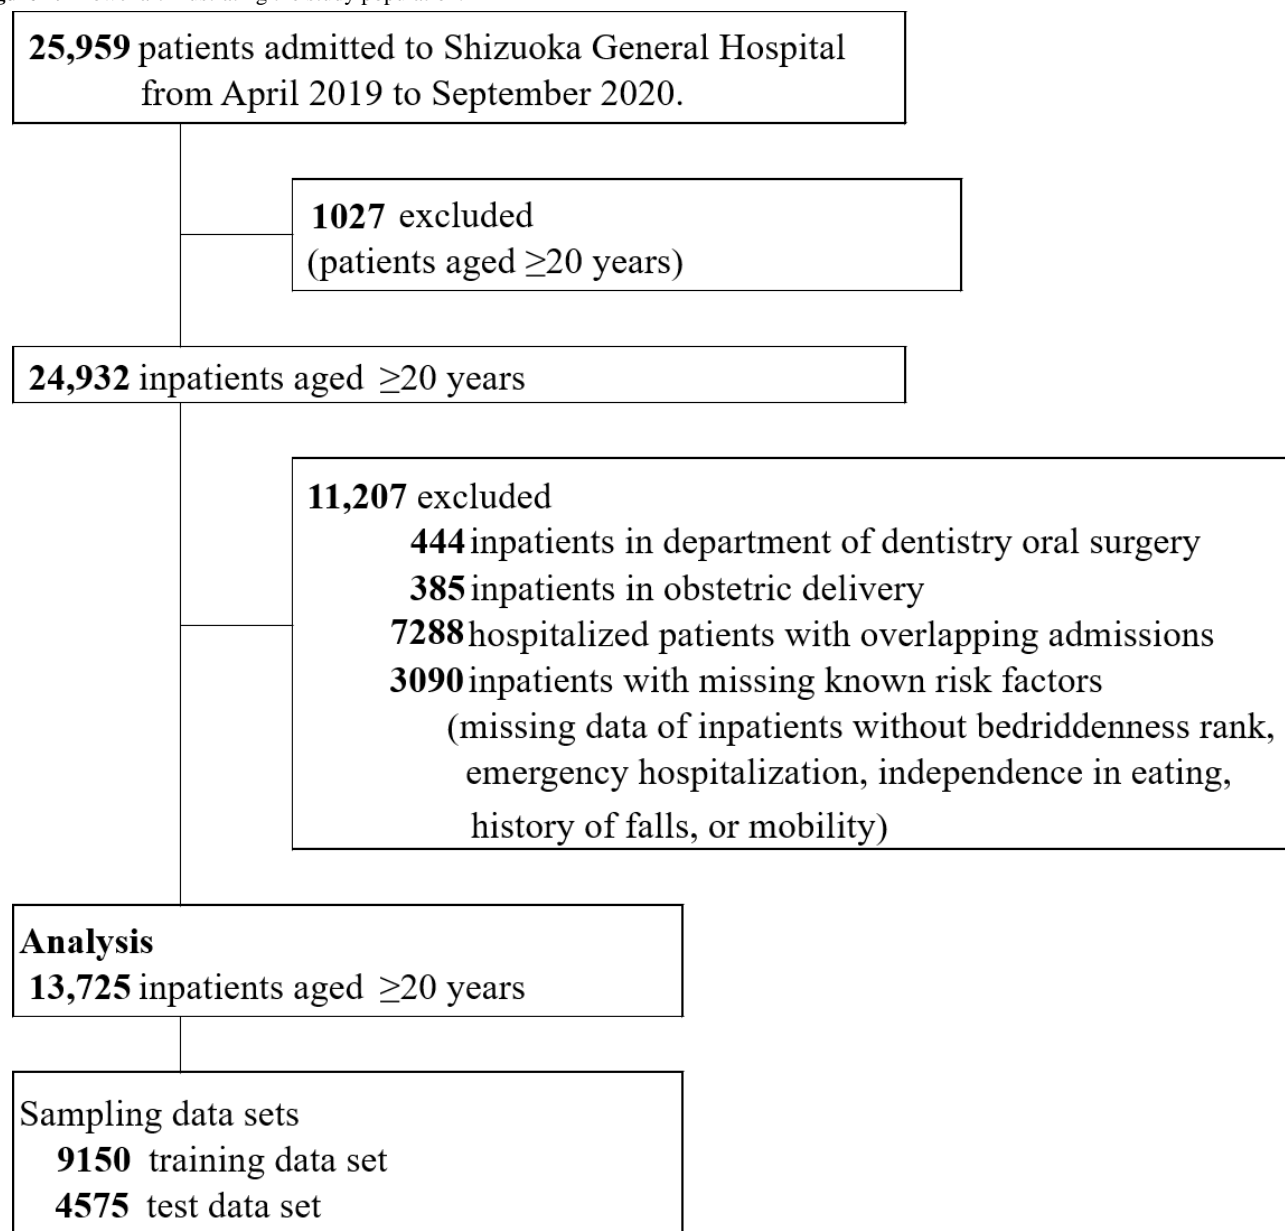 25,959 patients admitted to Shizuoka General Hospital
from April 2019 to September 2020.
1027 excluded
(patients aged ≥20 years)
24,932 inpatients aged ≥20 years
11,207 excluded
444 inpatients in department of dentistry oral surgery
385 inpatients in obstetric delivery
7288 hospitalized patients with overlapping admissions
3090 inpatients with missing known risk factors
(missing data of inpatients without bedriddenness rank,
emergency hospitalization, independence in eating,
history of falls, or mobility)
Analysis
13,725 inpatients aged ≥20 years
Sampling data sets
9150 training data set
4575 test data set